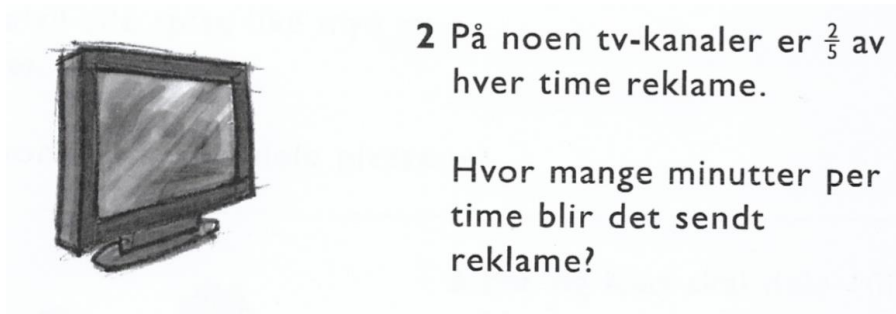 2 På noen tv-kanaler er 2/5 av
hver time reklame.
Hvor mange minutter per
time blir det sendt
reklame?